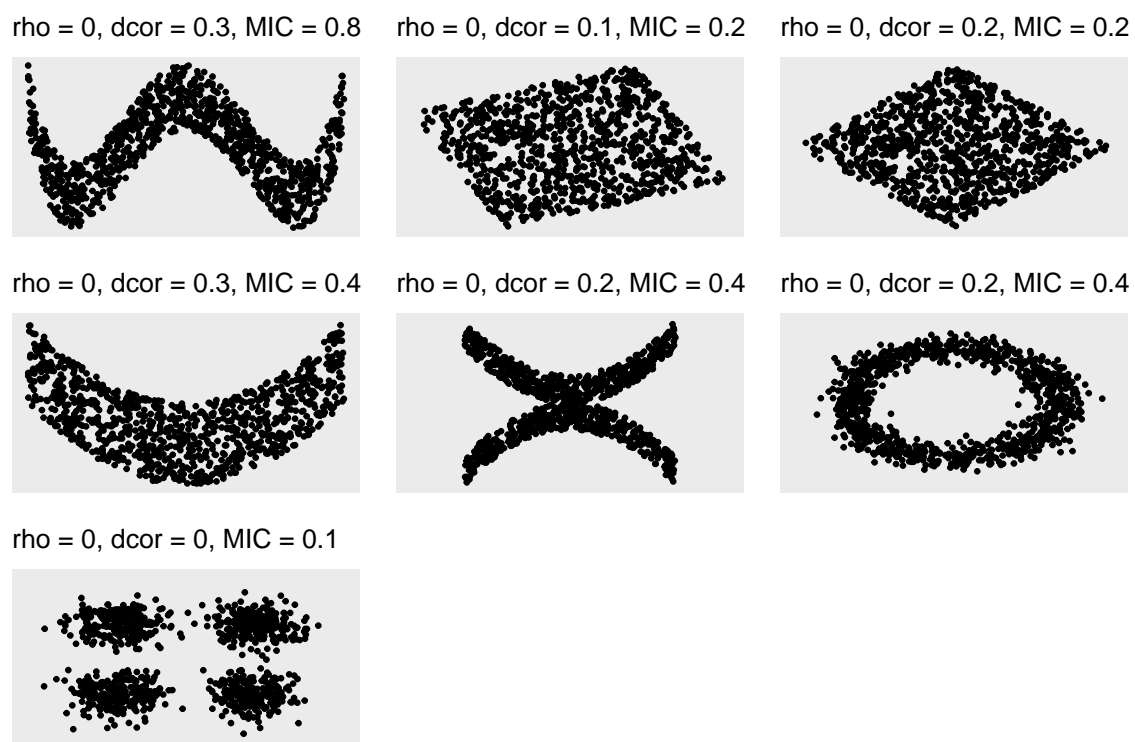 rho = 0, dcor = 0.3, MIC = 0.8
rho = 0, dcor = 0.1, MIC = 0.2
rho = 0, dcor = 0.2, MIC = 0.2
rho = 0, dcor = 0.3, MIC = 0.4
rho = 0, dcor = 0.2, MIC = 0.4
rho = 0, dcor = 0.2, MIC = 0.4
rho = 0, dcor = 0, MIC = 0.1